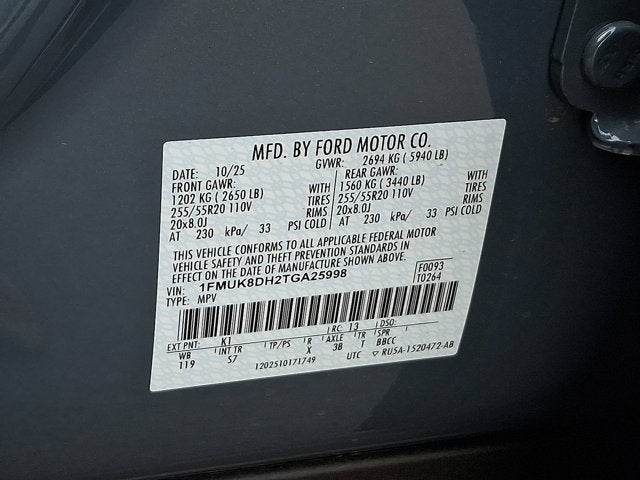 MFD. BY FORD MOTOR CO.
DATE: 10/25 GVWR: 2694 KG ( 5940 LB)
FRONT GAWR: REAR GAWR:
1202 KG ( 2650 LB) WITH 1560 KG ( 3440 LB) WITH
255/55R20 110V TIRES 255/55R20 110V TIRES
20x8.0J RIMS 20x8.0J RIMS
AT 230 kPa/ 33 PSI COLD AT 230 kPa/ 33 PSI COLD
THIS VEHICLE CONFORMS TO ALL APPLICABLE FEDERAL MOTOR
VEHICLE SAFETY AND THEFT PREVENTION STANDARDS IN
EFFECT ON THE DATE OF MANUFACTURE SHOWN ABOVE.
VIN: 1FMUK8DH2TGA25998 F0093
TYPE: MPV T0264
EXT PNT: K1 RC: 13 DSO:
WB INT TR TP/PS R AXLE TR SPR
119 S7 X 3B T BBCC
1202510171749 UTC ▽ RU5A-1520472-AB